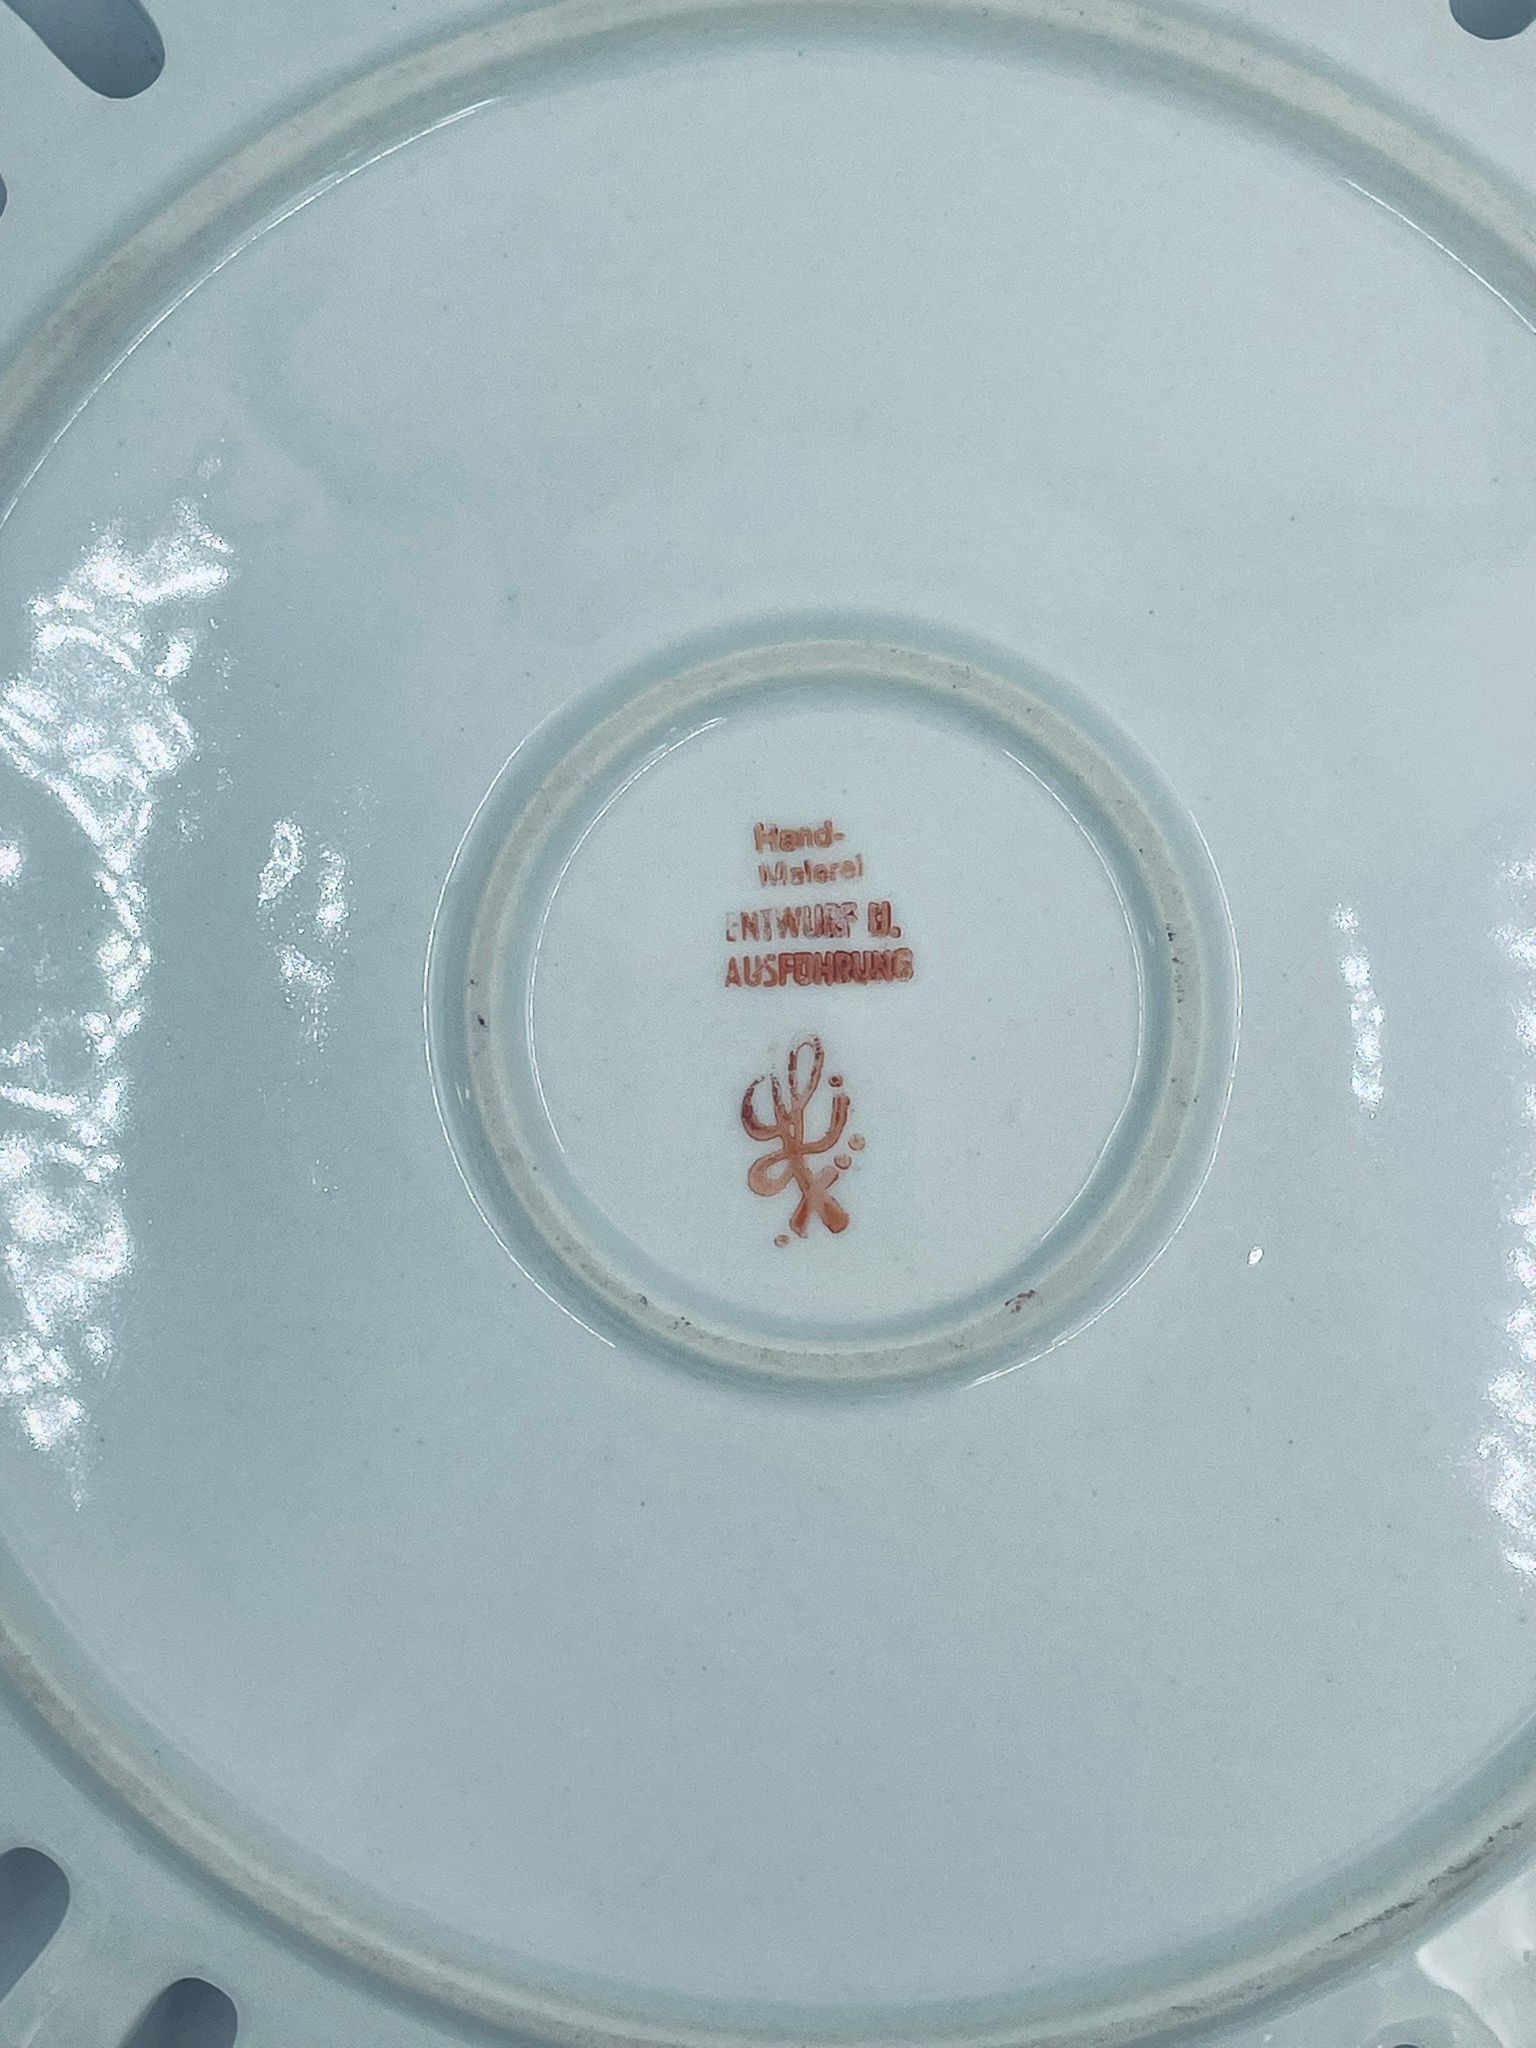 Hand-
Malerei
ENTWURF U.
AUSFÜHRUNG